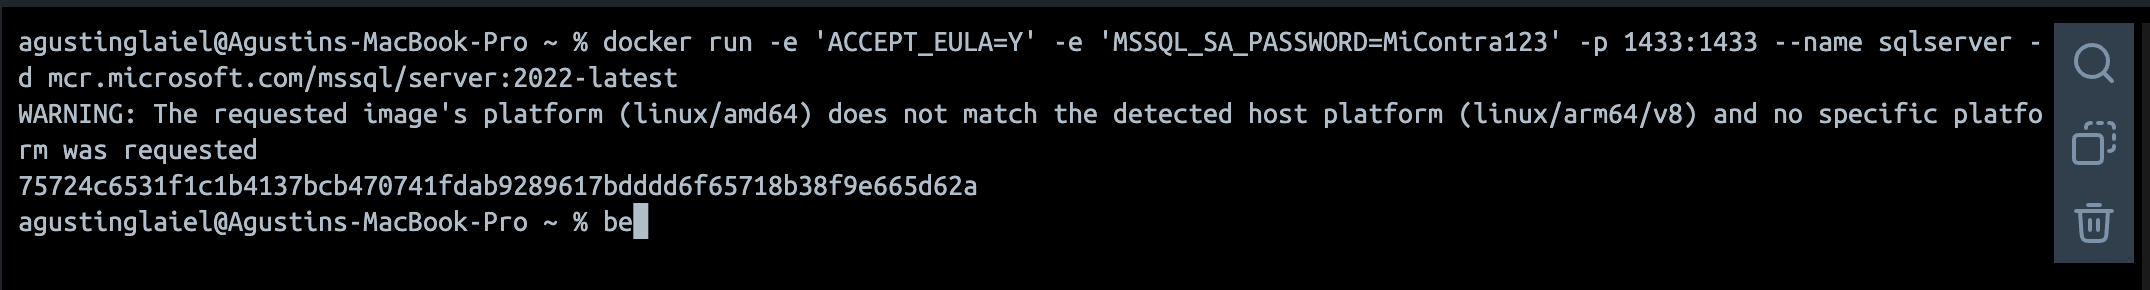 agustinglaiel@Agustins-MacBook-Pro ~ % docker run -e 'ACCEPT_EULA=Y' -e 'MSSQL_SA_PASSWORD=MiContra123' -p 1433:1433 --name sqlserver -
d mcr.microsoft.com/mssql/server:2022-latest
WARNING: The requested image's platform (linux/amd64) does not match the detected host platform (linux/arm64/v8) and no specific platfo
rm was requested
75724c6531f1c1b4137bcb470741fdab9289617bdddd6f65718b38f9e665d62a
agustinglaiel@Agustins-MacBook-Pro ~ % be